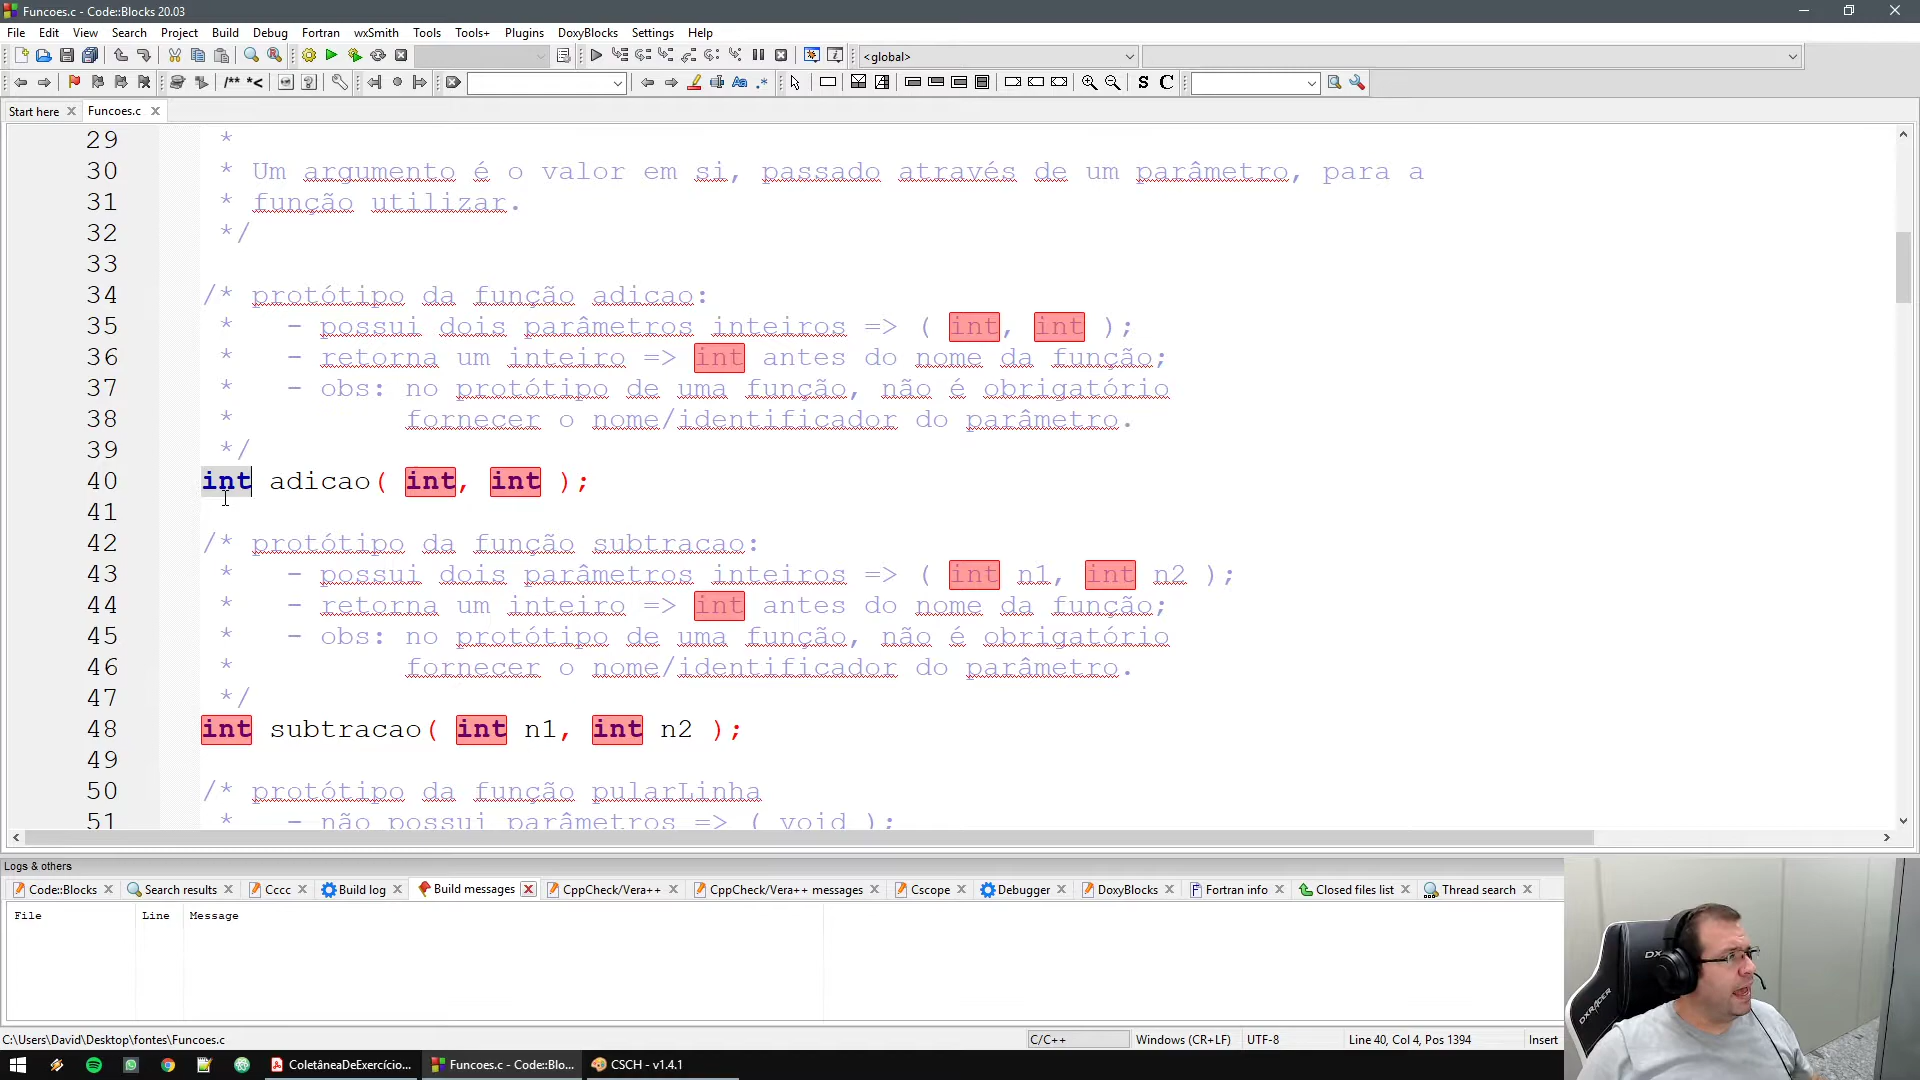 Funcoes.c - Code::Blocks 20.03
File Edit View Search Project Build Debug Fortran wxSmith Tools Tools+ Plugins DoxyBlocks Settings Help
<global>
/** *<
Aa .* S C
Start here Funcoes.c
29 *
30 * Um argumento é o valor em si, passado através de um parâmetro, para a
31 * função utilizar.
32 */
33
34 /* protótipo da função adicao:
35 * - possui dois parâmetros inteiros => ( int, int );
36 * - retorna um inteiro => int antes do nome da função;
37 * - obs: no protótipo de uma função, não é obrigatório
38 * fornecer o nome/identificador do parâmetro.
39 */
40 int adicao( int, int );
41
42 /* protótipo da função subtracao:
43 * - possui dois parâmetros inteiros => ( int n1, int n2 );
44 * - retorna um inteiro => int antes do nome da função;
45 * - obs: no protótipo de uma função, não é obrigatório
46 * fornecer o nome/identificador do parâmetro.
47 */
48 int subtracao( int n1, int n2 );
49
50 /* protótipo da função pularLinha
51 * - não possui parâmetros => ( void );
Logs & others
Code::Blocks Search results Cccc Build log Build messages CppCheck/Vera++ CppCheck/Vera++ messages Cscope Debugger DoxyBlocks Fortran info Closed files list Thread search
File Line Message
DX
DXRACER
C:\Users\David\Desktop\fontes\Funcoes.c C/C++ Windows (CR+LF) UTF-8 Line 40, Col 4, Pos 1394 Insert
ColetâneaDeExercício... Funcoes.c - Code::Blo... CSCH - v1.4.1